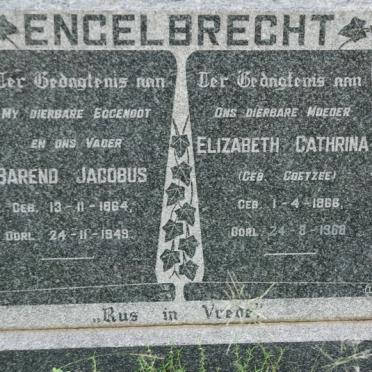 ENGELBRECHT
Ter Gedagtenis aan
MY DIERBARE EGGENOOT
EN ONS VADER
BAREND JACOBUS
GEB. 13-11-1864,
OORL. 24-11-1949.
Ter Gedagtenis aan
ONS DIERBARE MOEDER
ELIZABETH CATHRINA
(GEB. COETZEE)
GEB. 1-4-1866,
OORL. 24-8-1968
„Rus in Vrede"